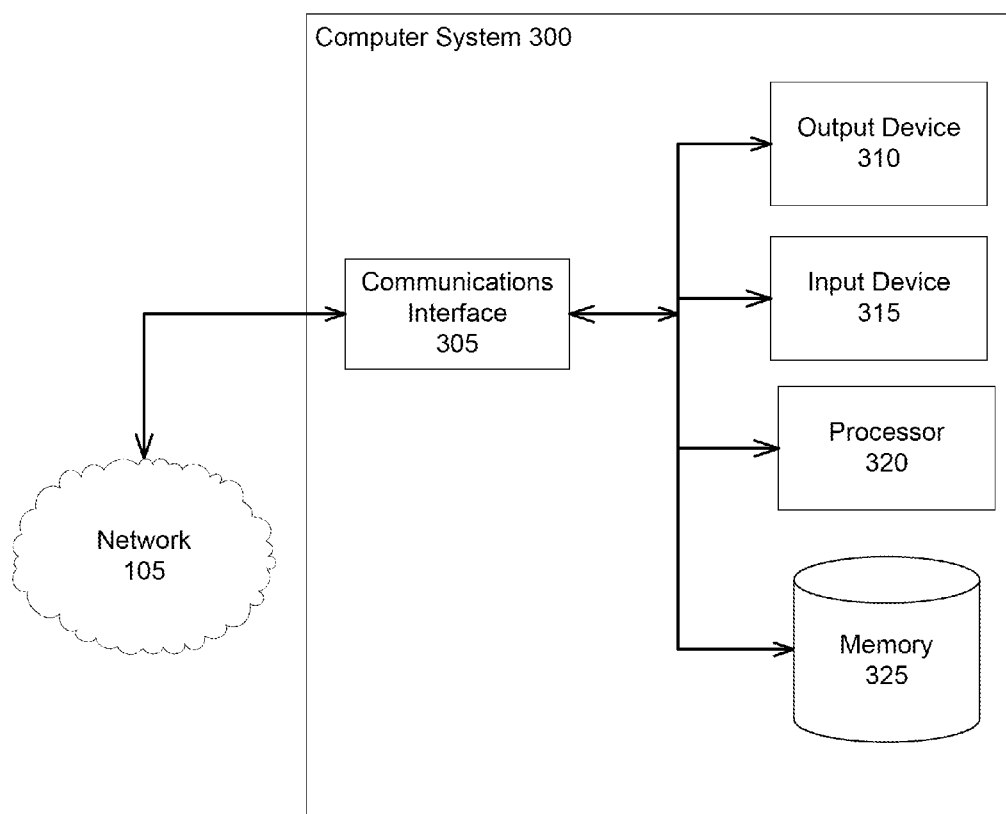 Computer System 300
Output Device
310
Communications
Interface
305
Input Device
315
Processor
320
Network
105
Memory
325